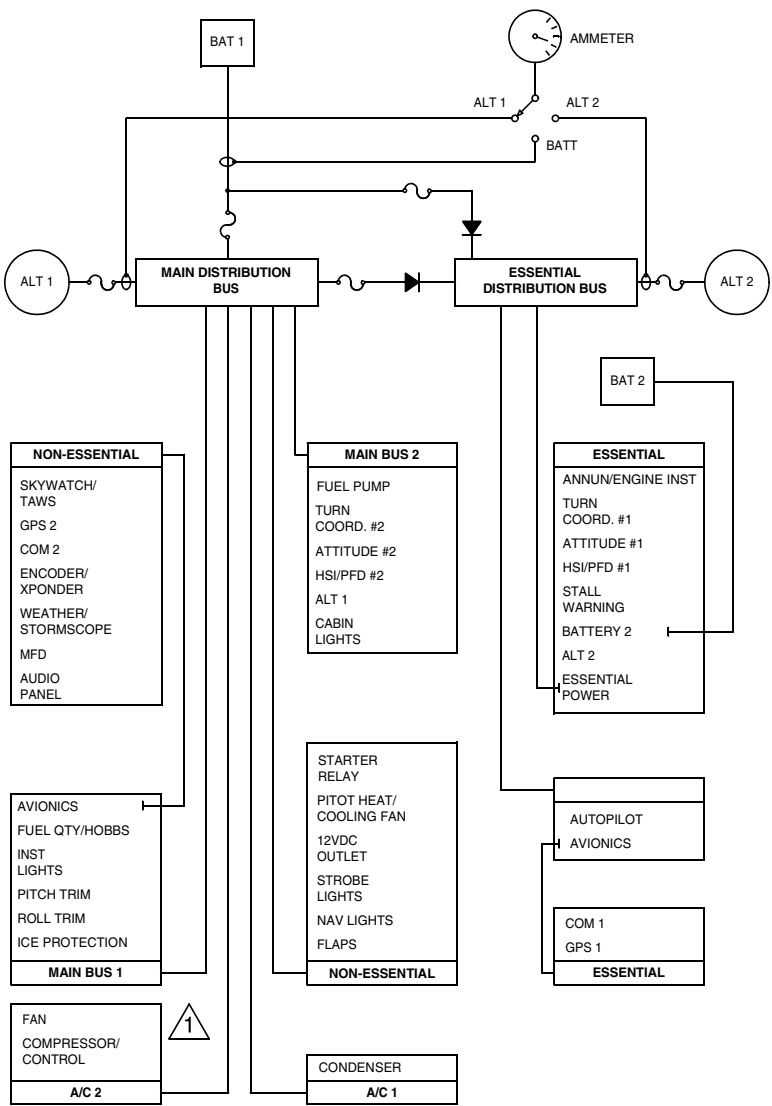 BAT 1
AMMETER
ALT 1
ALT 2
BATT
ALT 1
MAIN DISTRIBUTION
BUS
ESSENTIAL
DISTRIBUTION BUS
ALT 2
BAT 2
NON-ESSENTIAL
SKYWATCH/
TAWS
GPS 2
COM 2
ENCODER/
XPONDER
WEATHER/
STORMSCOPE
MFD
AUDIO
PANEL
MAIN BUS 2
FUEL PUMP
TURN
COORD. #2
ATTITUDE #2
HSI/PFD #2
ALT 1
CABIN
LIGHTS
ESSENTIAL
ANNUN/ENGINE INST
TURN
COORD. #1
ATTITUDE #1
HSI/PFD #1
STALL
WARNING
BATTERY 2
ALT 2
ESSENTIAL
POWER
AVIONICS
FUEL QTY/HOBBS
INST
LIGHTS
PITCH TRIM
ROLL TRIM
ICE PROTECTION
MAIN BUS 1
STARTER
RELAY
PITOT HEAT/
COOLING FAN
12VDC
OUTLET
STROBE
LIGHTS
NAV LIGHTS
FLAPS
NON-ESSENTIAL
AUTOPILOT
AVIONICS
COM 1
GPS 1
ESSENTIAL
FAN
COMPRESSOR/
CONTROL
A/C 2
1
CONDENSER
A/C 1